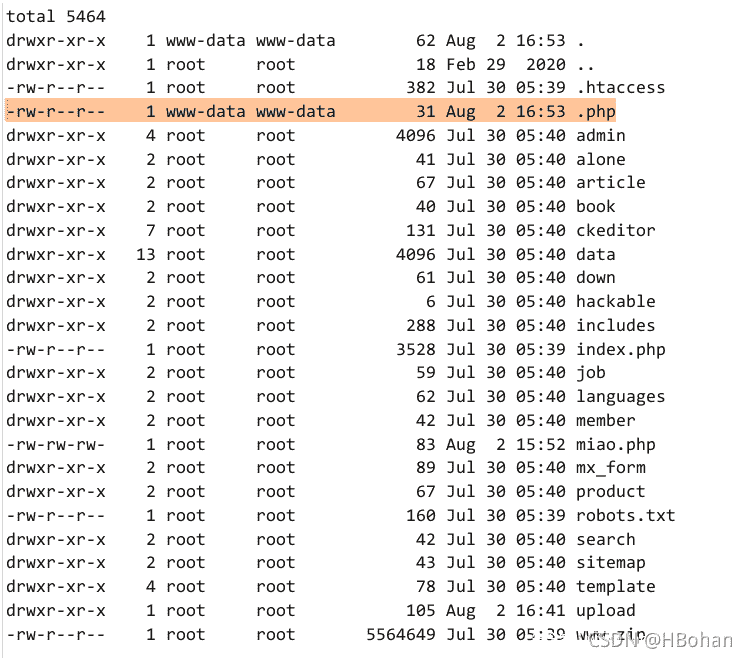 total 5464
drwxr-xr-x 1 www-data www-data 62 Aug 2 16:53 .
drwxr-xr-x 1 root root 18 Feb 29 2020 ..
-rw-r--r-- 1 root root 382 Jul 30 05:39 .htaccess
-rw-r--r-- 1 www-data www-data 31 Aug 2 16:53 .php
drwxr-xr-x 4 root root 4096 Jul 30 05:40 admin
drwxr-xr-x 2 root root 41 Jul 30 05:40 alone
drwxr-xr-x 2 root root 67 Jul 30 05:40 article
drwxr-xr-x 2 root root 40 Jul 30 05:40 book
drwxr-xr-x 7 root root 131 Jul 30 05:40 ckeditor
drwxr-xr-x 13 root root 4096 Jul 30 05:40 data
drwxr-xr-x 2 root root 61 Jul 30 05:40 down
drwxr-xr-x 2 root root 6 Jul 30 05:40 hackable
drwxr-xr-x 2 root root 288 Jul 30 05:40 includes
-rw-r--r-- 1 root root 3528 Jul 30 05:39 index.php
drwxr-xr-x 2 root root 59 Jul 30 05:40 job
drwxr-xr-x 2 root root 62 Jul 30 05:40 languages
drwxr-xr-x 2 root root 42 Jul 30 05:40 member
-rw-rw-rw- 1 root root 83 Aug 2 15:52 miao.php
drwxr-xr-x 2 root root 89 Jul 30 05:40 mx_form
drwxr-xr-x 2 root root 67 Jul 30 05:40 product
-rw-r--r-- 1 root root 160 Jul 30 05:39 robots.txt
drwxr-xr-x 2 root root 42 Jul 30 05:40 search
drwxr-xr-x 2 root root 43 Jul 30 05:40 sitemap
drwxr-xr-x 4 root root 78 Jul 30 05:40 template
drwxr-xr-x 1 root root 105 Aug 2 16:41 upload
-rw-r--r-- 1 root root 5564649 Jul 30 05:39 www.zip
CSDN @HBohan